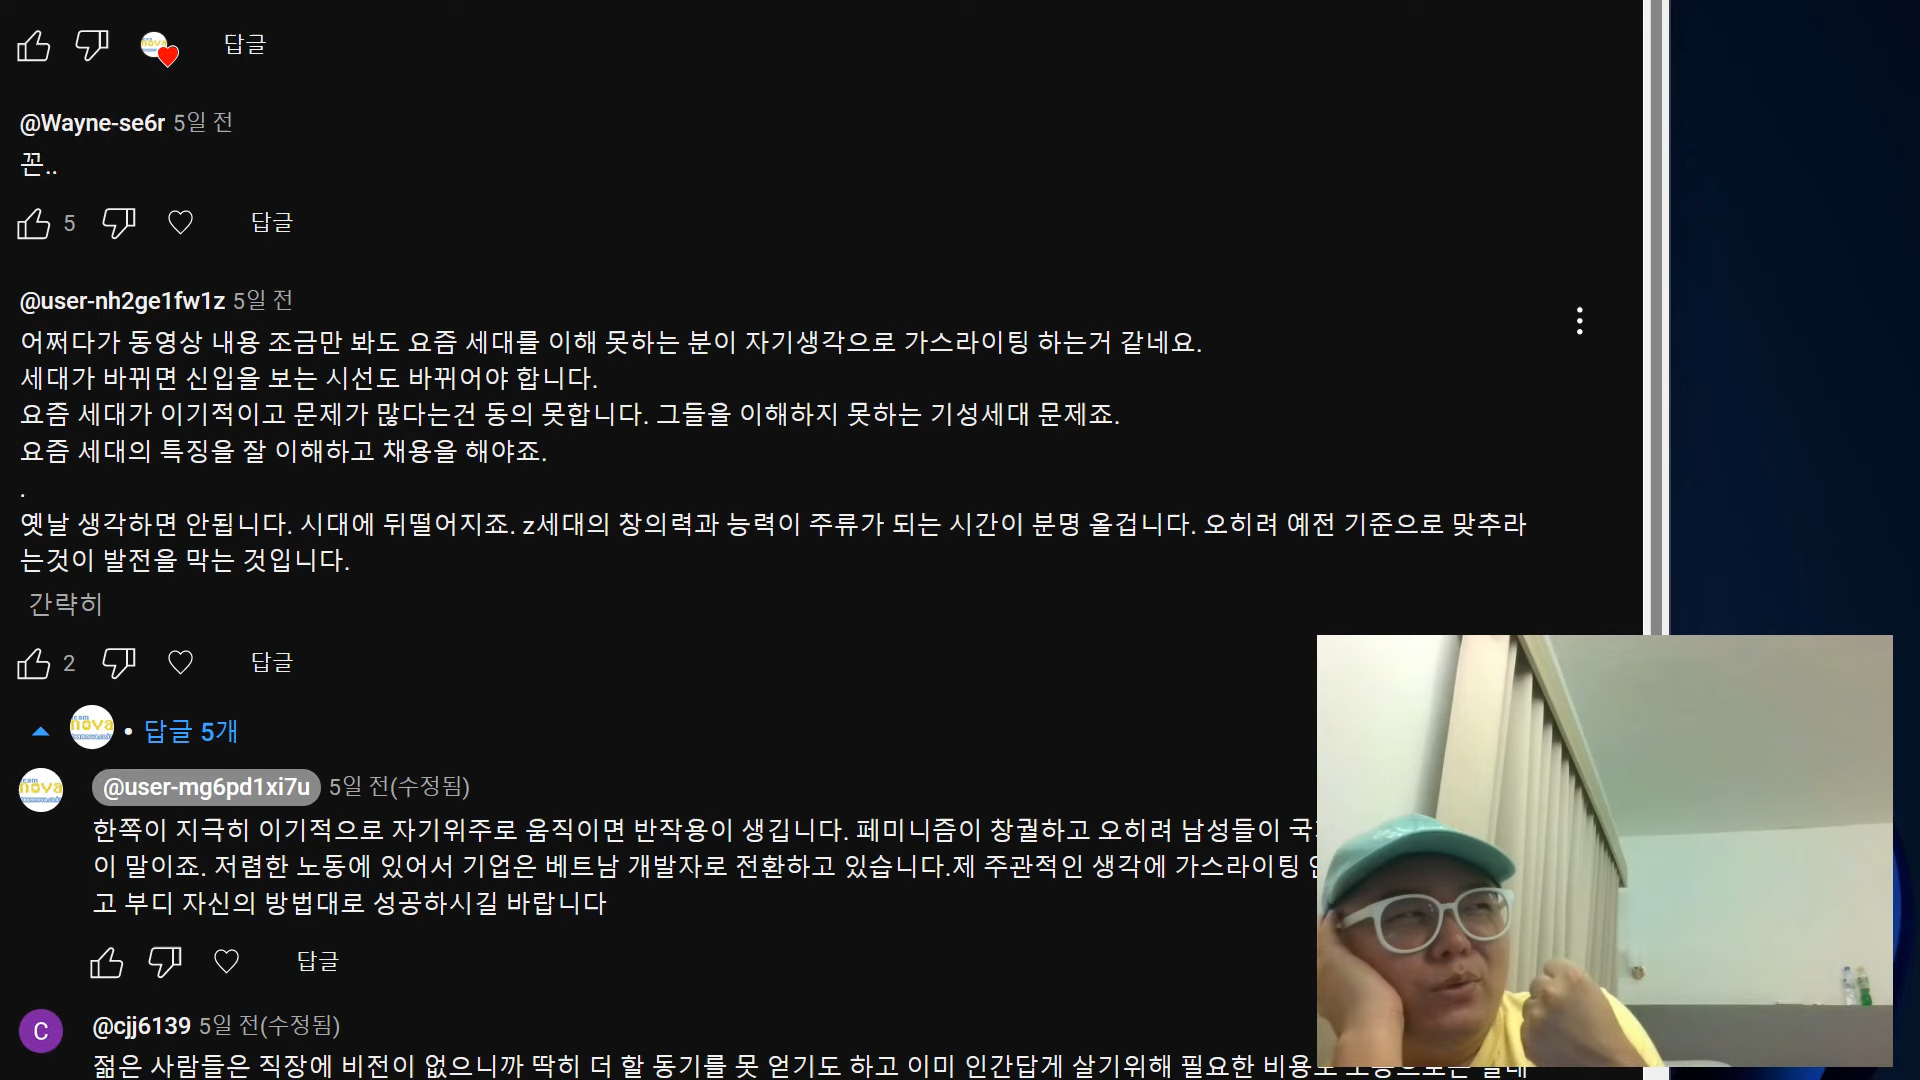 답글
@Wayne-se6r 5일 전
꼰..
5 답글
@user-nh2ge1fw1z 5일 전
어쩌다가 동영상 내용 조금만 봐도 요즘 세대를 이해 못하는 분이 자기생각으로 가스라이팅 하는거 같네요.
세대가 바뀌면 신입을 보는 시선도 바뀌어야 합니다.
요즘 세대가 이기적이고 문제가 많다는건 동의 못합니다. 그들을 이해하지 못하는 기성세대 문제죠.
요즘 세대의 특징을 잘 이해하고 채용을 해야죠.
.
옛날 생각하면 안됩니다. 시대에 뒤떨어지죠. z세대의 창의력과 능력이 주류가 되는 시간이 분명 올겁니다. 오히려 예전 기준으로 맞추라
는것이 발전을 막는 것입니다.
간략히
2 답글
nova • 답글 5개
nova
@user-mg6pd1xi7u 5일 전(수정됨)
한쪽이 지극히 이기적으로 자기위주로 움직이면 반작용이 생깁니다. 페미니즘이 창궐하고 오히려 남성들이
이 말이죠. 저렴한 노동에 있어서 기업은 베트남 개발자로 전환하고 있습니다.제 주관적인 생각에 가스라이팅
고 부디 자신의 방법대로 성공하시길 바랍니다
답글
C
@cjj6139 5일 전(수정됨)
젊은 사람들은 직장에 비전이 없으니까 딱히 더 할 동기를 못 얻기도 하고 이미 인간답게 살기위해 필요한